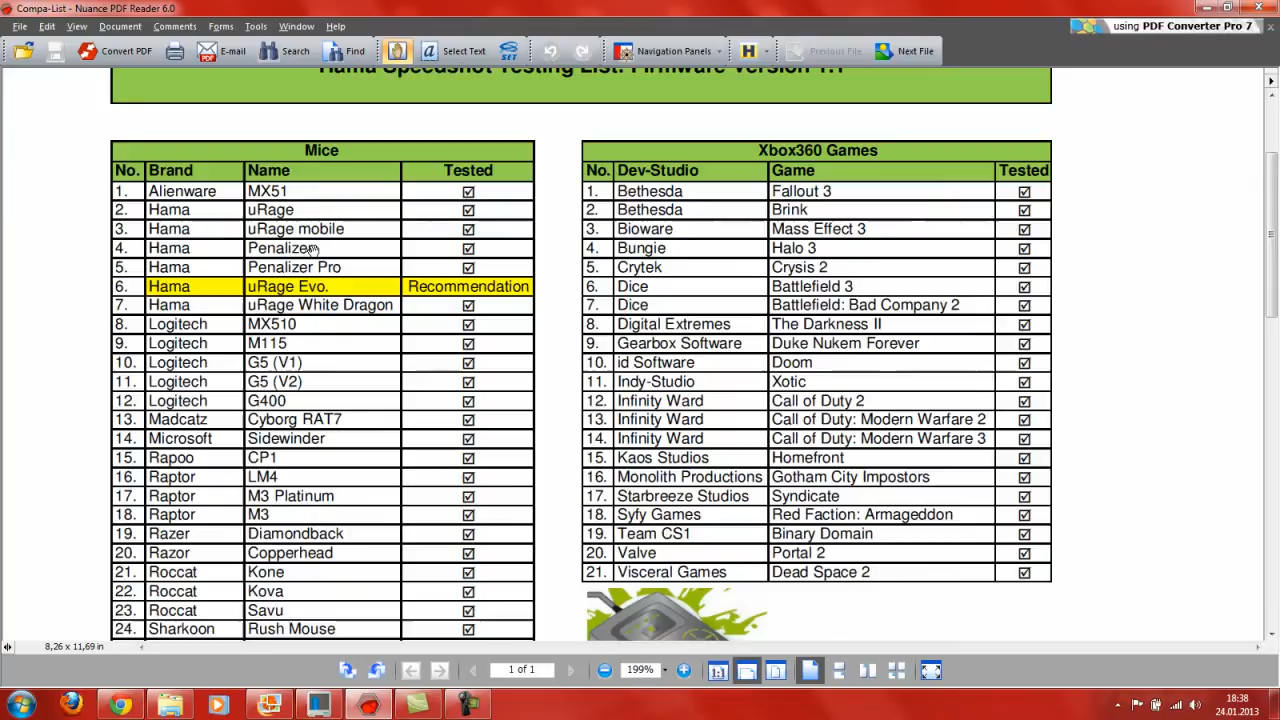 Compa-List - Nuance PDF Reader 6.0
File Edit View Document Comments Forms Tools Window Help
using PDF Converter Pro 7
Convert PDF E-mail Search Find Select Text SET Navigation Panels H Previous File Next File
Hama Speedshot Testing List: Firmware Version 1.1
Mice
No. Brand Name Tested
1. Alienware MX51
2. Hama uRage
3. Hama uRage mobile
4. Hama Penalizer
5. Hama Penalizer Pro
6. Hama uRage Evo. Recommendation
7. Hama uRage White Dragon
8. Logitech MX510
9. Logitech M115
10. Logitech G5 (V1)
11. Logitech G5 (V2)
12. Logitech G400
13. Madcatz Cyborg RAT7
14. Microsoft Sidewinder
15. Rapoo CP1
16. Raptor LM4
17. Raptor M3 Platinum
18. Raptor M3
19. Razer Diamondback
20. Razor Copperhead
21. Roccat Kone
22. Roccat Kova
23. Roccat Savu
24. Sharkoon Rush Mouse
Xbox360 Games
No. Dev-Studio Game Tested
1. Bethesda Fallout 3
2. Bethesda Brink
3. Bioware Mass Effect 3
4. Bungie Halo 3
5. Crytek Crysis 2
6. Dice Battlefield 3
7. Dice Battlefield: Bad Company 2
8. Digital Extremes The Darkness II
9. Gearbox Software Duke Nukem Forever
10. id Software Doom
11. Indy-Studio Xotic
12. Infinity Ward Call of Duty 2
13. Infinity Ward Call of Duty: Modern Warfare 2
14. Infinity Ward Call of Duty: Modern Warfare 3
15. Kaos Studios Homefront
16. Monolith Productions Gotham City Impostors
17. Starbreeze Studios Syndicate
18. Syfy Games Red Faction: Armageddon
19. Team CS1 Binary Domain
20. Valve Portal 2
21. Visceral Games Dead Space 2
8,26 x 11,69 in
1 of 1 199% 1:1
18:38
24.01.2013